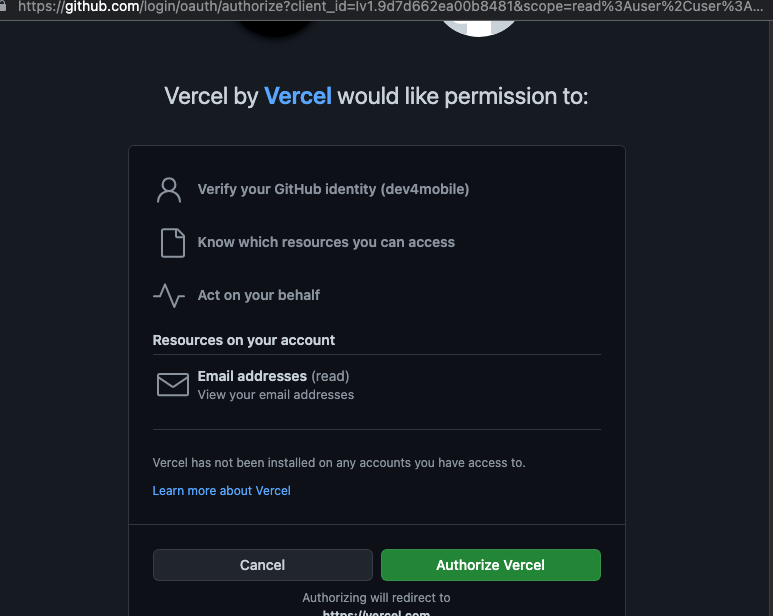 https://github.com/login/oauth/authorize?client_id=Iv1.9d7d662ea00b8481&scope=read%3Auser%2Cuser%3A...
Vercel by Vercel would like permission to:
Verify your GitHub identity (dev4mobile)
Know which resources you can access
Act on your behalf
Resources on your account
Email addresses (read)
View your email addresses
Vercel has not been installed on any accounts you have access to.
Learn more about Vercel
Cancel
Authorize Vercel
Authorizing will redirect to
https://vercel.com